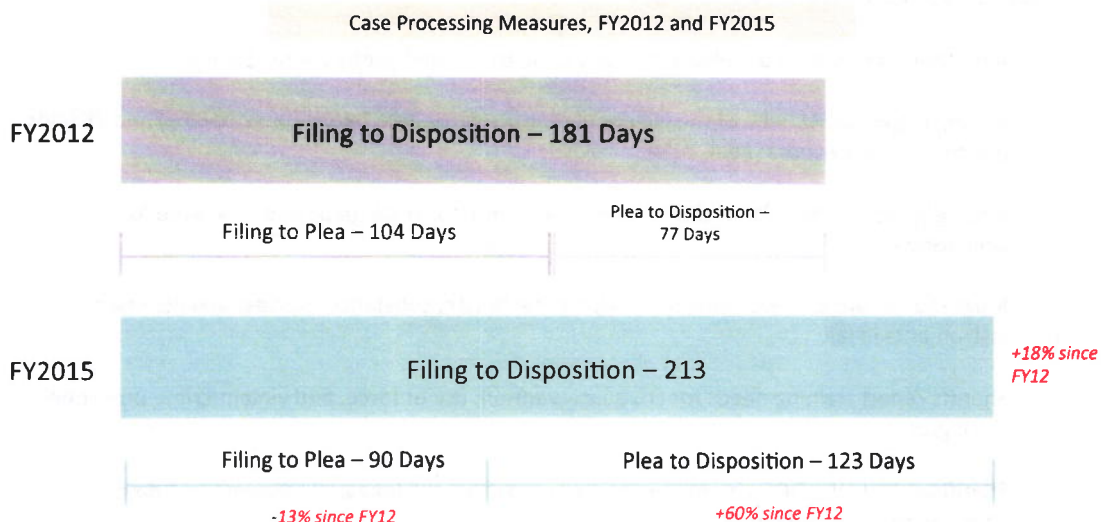 Case Processing Measures, FY2012 and FY2015
FY2012
Filing to Disposition – 181 Days
Filing to Plea – 104 Days
Plea to Disposition –
77 Days
FY2015
Filing to Disposition – 213
+18% since
FY12
Filing to Plea – 90 Days
Plea to Disposition – 123 Days
-13% since FY12
+60% since FY12